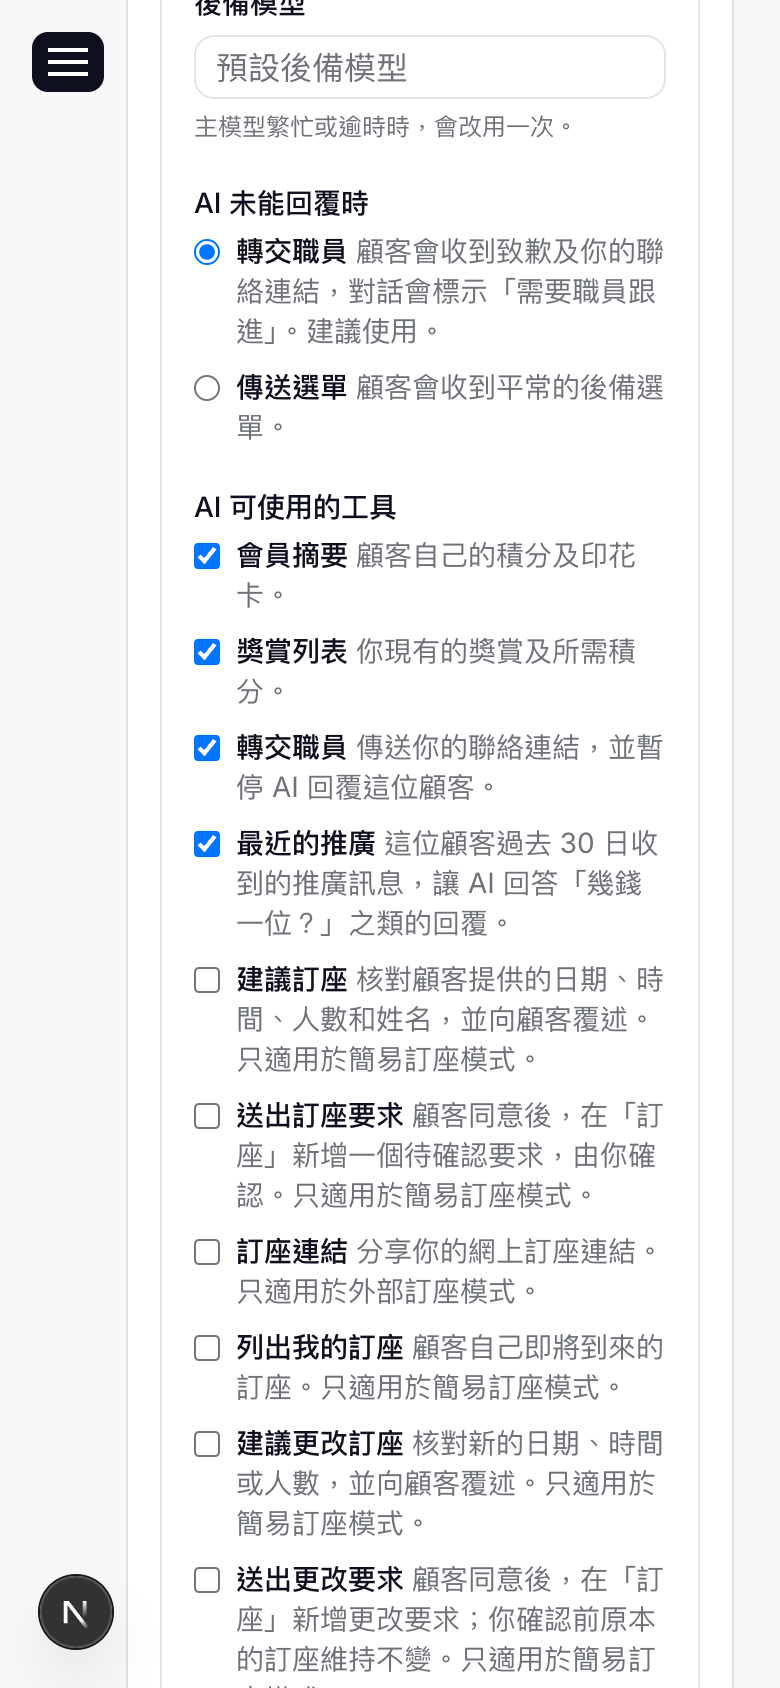 後備模型
預設後備模型
主模型繁忙或逾時時，會改用一次。
AI 未能回覆時
轉交職員 顧客會收到致歉及你的聯
絡連結，對話會標示「需要職員跟
進」。建議使用。
傳送選單 顧客會收到平常的後備選
單。
AI 可使用的工具
會員摘要 顧客自己的積分及印花
卡。
獎賞列表 你現有的獎賞及所需積
分。
轉交職員 傳送你的聯絡連結，並暫
停 AI 回覆這位顧客。
最近的推廣 這位顧客過去 30 日收
到的推廣訊息，讓 AI 回答「幾錢
一位？」之類的回覆。
建議訂座 核對顧客提供的日期、時
間、人數和姓名，並向顧客覆述。
只適用於簡易訂座模式。
送出訂座要求 顧客同意後，在「訂
座」新增一個待確認要求，由你確
認。只適用於簡易訂座模式。
訂座連結 分享你的網上訂座連結。
只適用於外部訂座模式。
列出我的訂座 顧客自己即將到來的
訂座。只適用於簡易訂座模式。
建議更改訂座 核對新的日期、時間
或人數，並向顧客覆述。只適用於
簡易訂座模式。
送出更改要求 顧客同意後，在「訂
座」新增更改要求；你確認前原本
的訂座維持不變。只適用於簡易訂
N